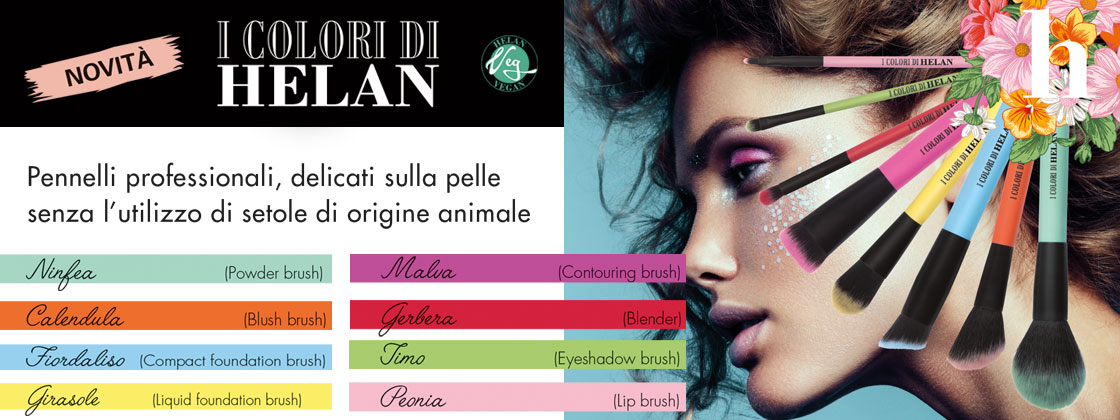 NOVITÀ
I COLORI DI
HELAN
HELAN
Veg
VEGAN
Pennelli professionali, delicati sulla pelle
senza l'utilizzo di setole di origine animale
Ninfea (Powder brush)
Calendula (Blush brush)
Fiordaliso (Compact foundation brush)
Girasole (Liquid foundation brush)
Malva (Contouring brush)
Gerbera (Blender)
Timo (Eyeshadow brush)
Peonia (Lip brush)
I COLORI DI HELAN
I COLORI DI HELAN
I COLORI DI HELAN
I COLORI DI HELAN
I COLORI DI HELAN
I COLORI DI HELAN
I COLORI DI HELAN
I COLORI DI HELAN
h